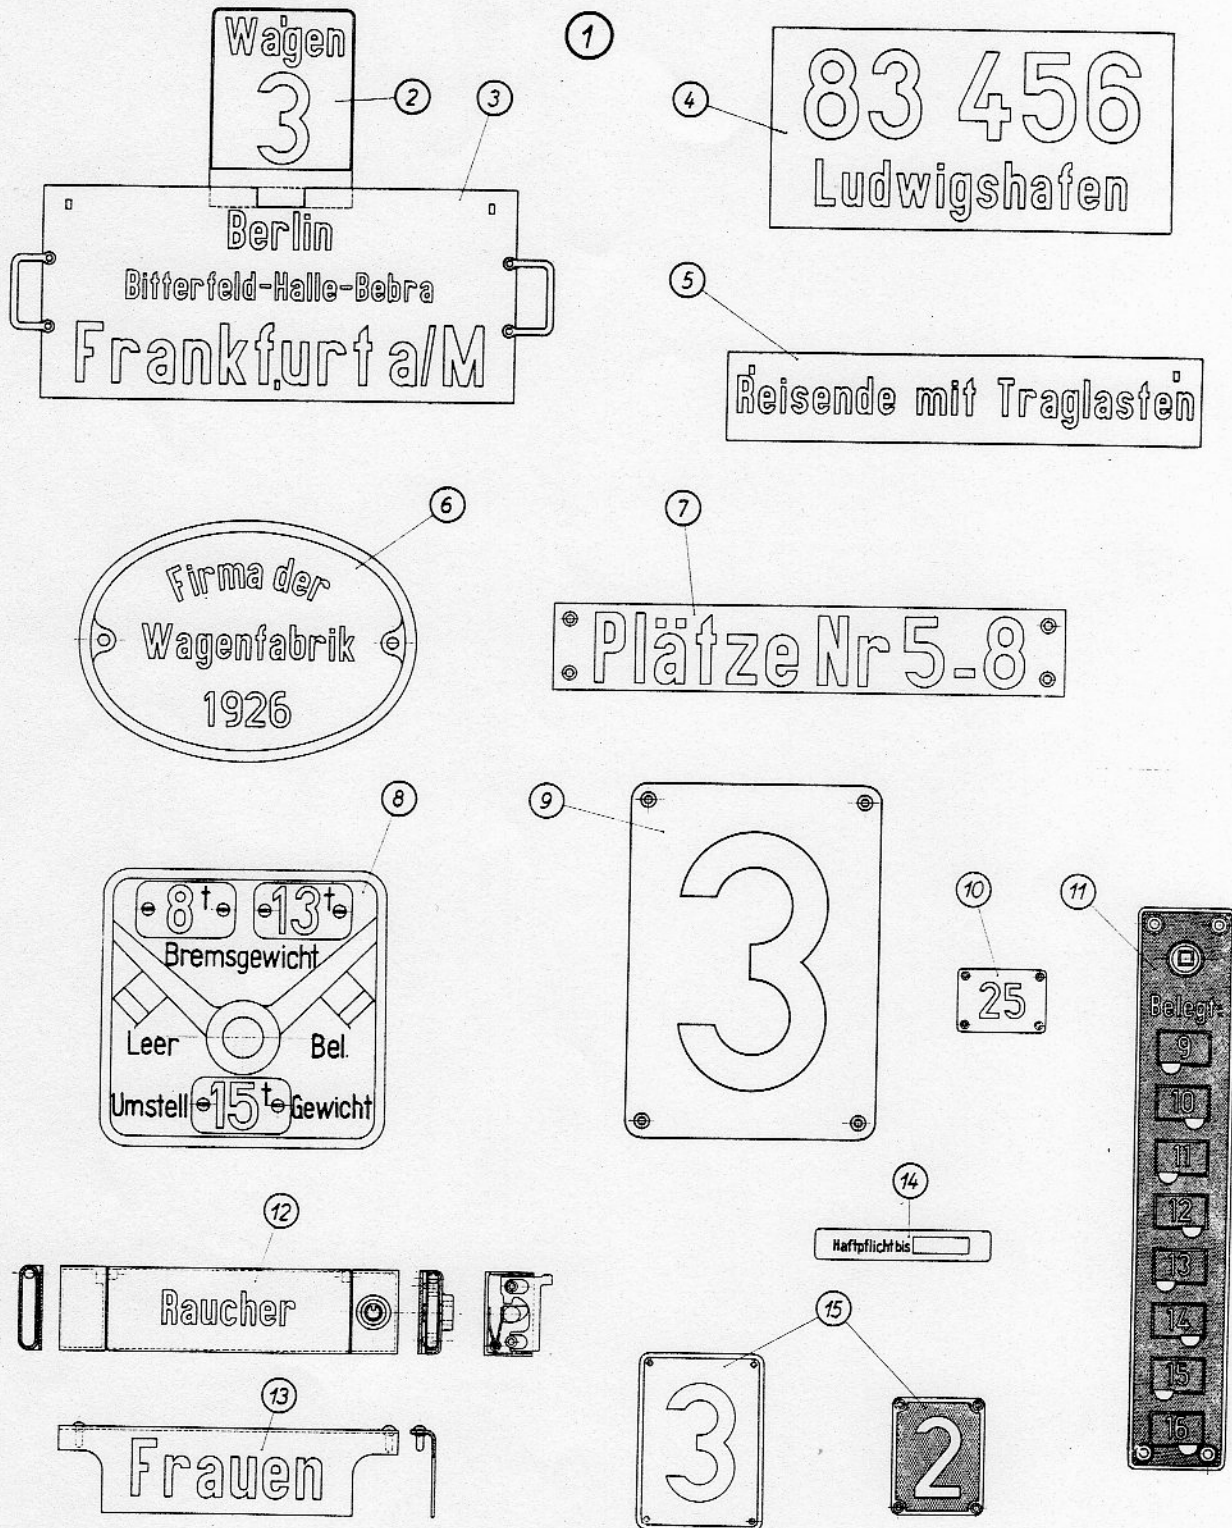 1
Wagen
3
2
3
Berlin
Bitterfeld-Halle-Bebra
Frankfurt a/M
4
83 456
Ludwigshafen
5
Reisende mit Traglasten
6
Firma der
Wagenfabrik
1926
7
Plätze Nr 5-8
8
8t 13t
Bremsgewicht
Leer Bel.
Umstell 15t Gewicht
9
3
10
25
11
Belegt:
9
10
11
12
13
14
15
16
12
Raucher
13
Frauen
14
Haftpflicht bis
15
3
2